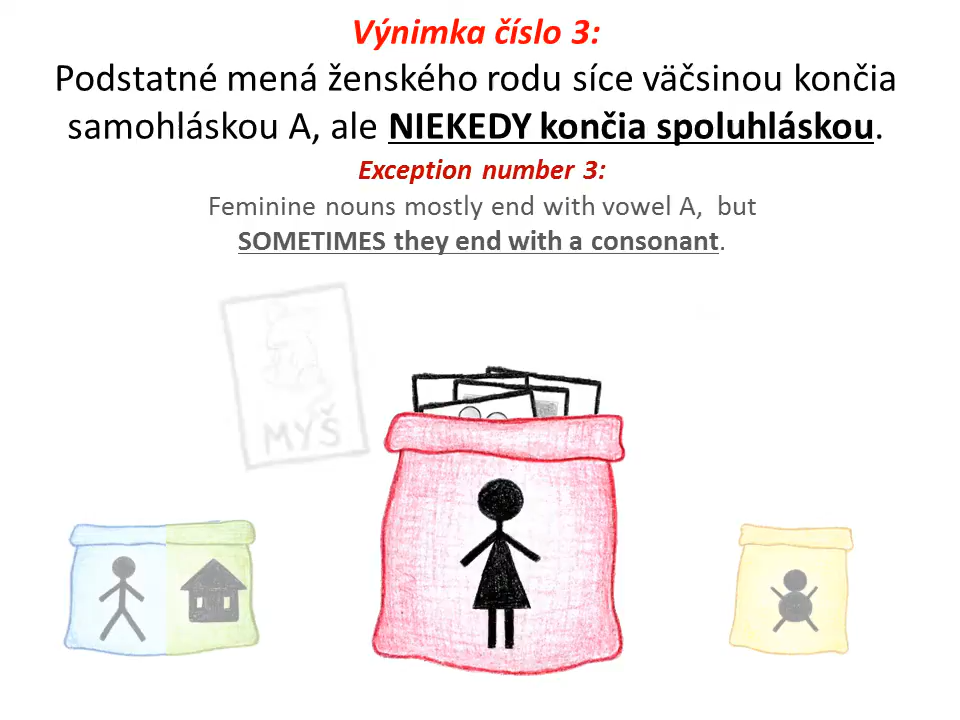 Výnimka číslo 3:
Podstatné mená ženského rodu síce väčsinou končia
samohláskou A, ale NIEKEDY končia spoluhláskou.
Exception number 3:
Feminine nouns mostly end with vowel A, but
SOMETIMES they end with a consonant.
MYŠ